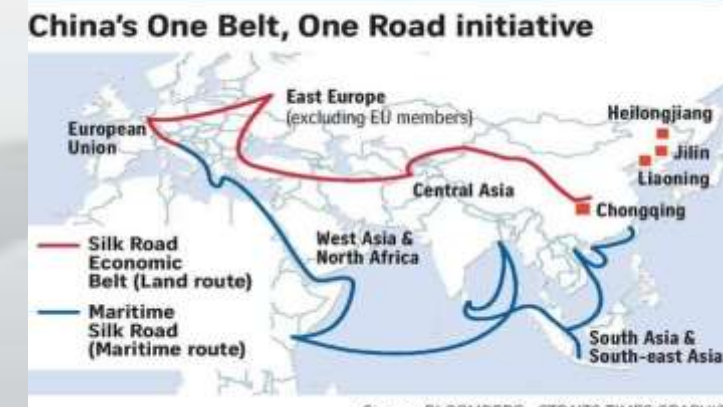 China's One Belt, One Road initiative
East Europe
(excluding EU members)
European
Union
Heilongjiang
Jilin
Liaoning
Central Asia
Chongqing
West Asia &
North Africa
Silk Road
Economic
Belt (Land route)
Maritime
Silk Road
(Maritime route)
South Asia &
South-east Asia